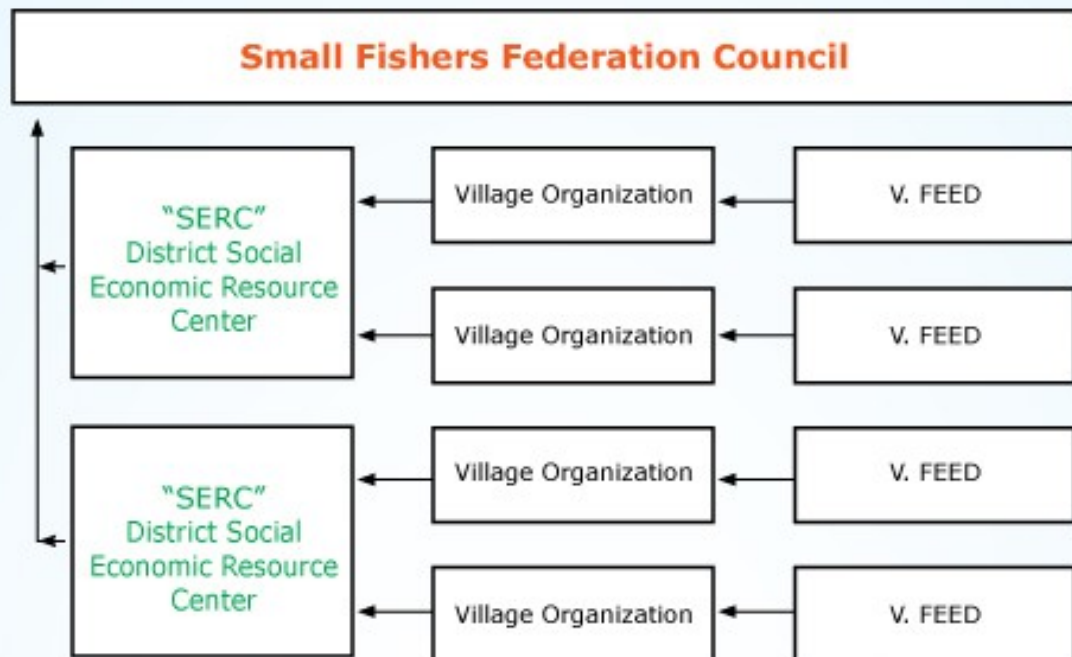 Small Fishers Federation Council
“SERC”
District Social
Economic Resource
Center
Village Organization
V. FEED
Village Organization
V. FEED
“SERC”
District Social
Economic Resource
Center
Village Organization
V. FEED
Village Organization
V. FEED